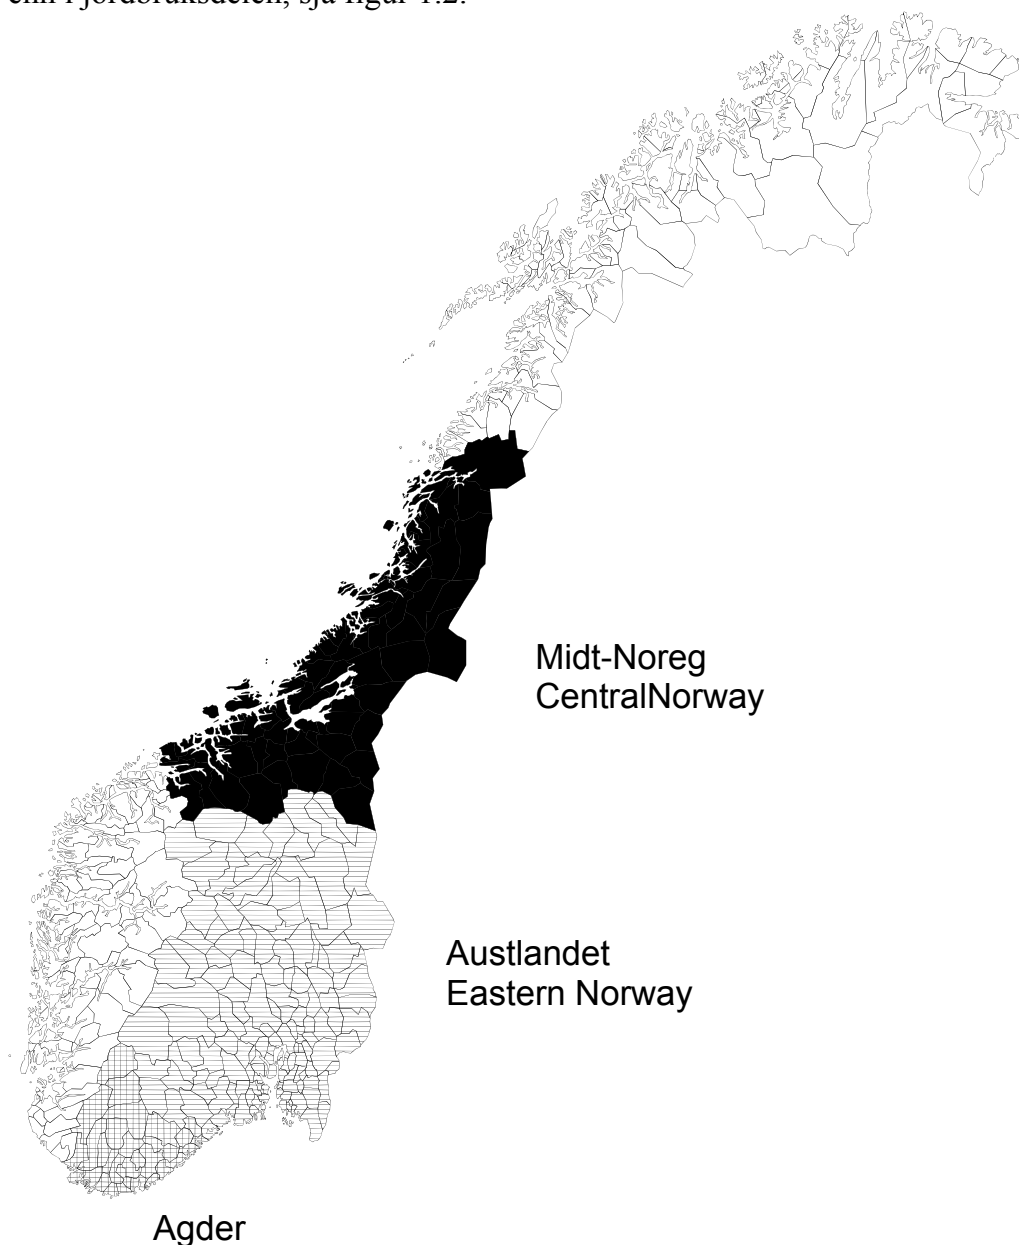 enn i jordbruksdelen, sjå figur 1.2.
Midt-Noreg
CentralNorway
Austlandet
Eastern Norway
Agder